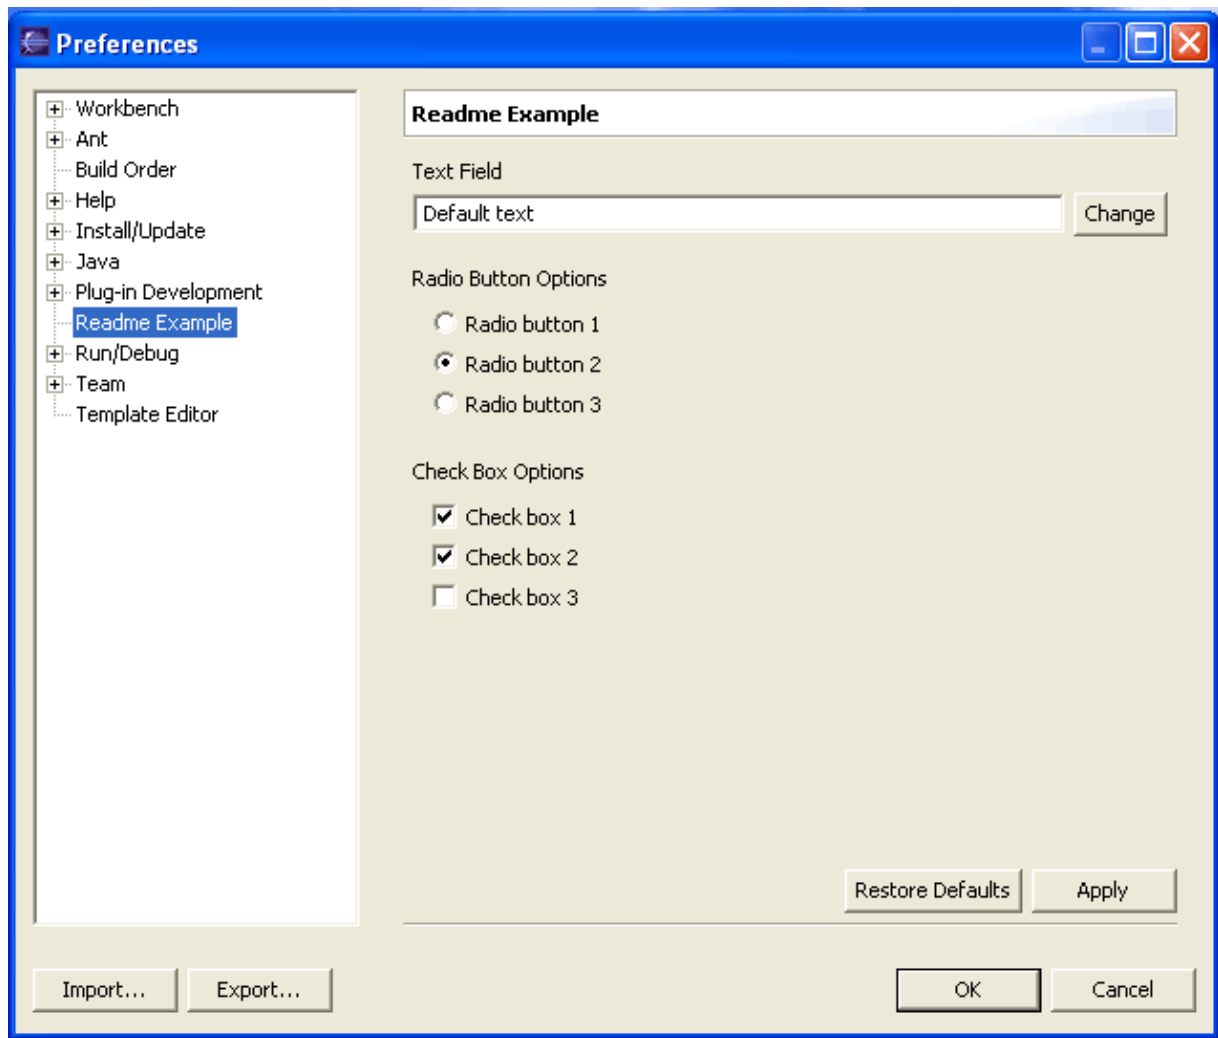 Preferences
Workbench
Ant
Build Order
Help
Install/Update
Java
Plug-in Development
Readme Example
Run/Debug
Team
Template Editor
Readme Example
Text Field
Default text
Change
Radio Button Options
Radio button 1
Radio button 2
Radio button 3
Check Box Options
Check box 1
Check box 2
Check box 3
Restore Defaults
Apply
Import...
Export...
OK
Cancel